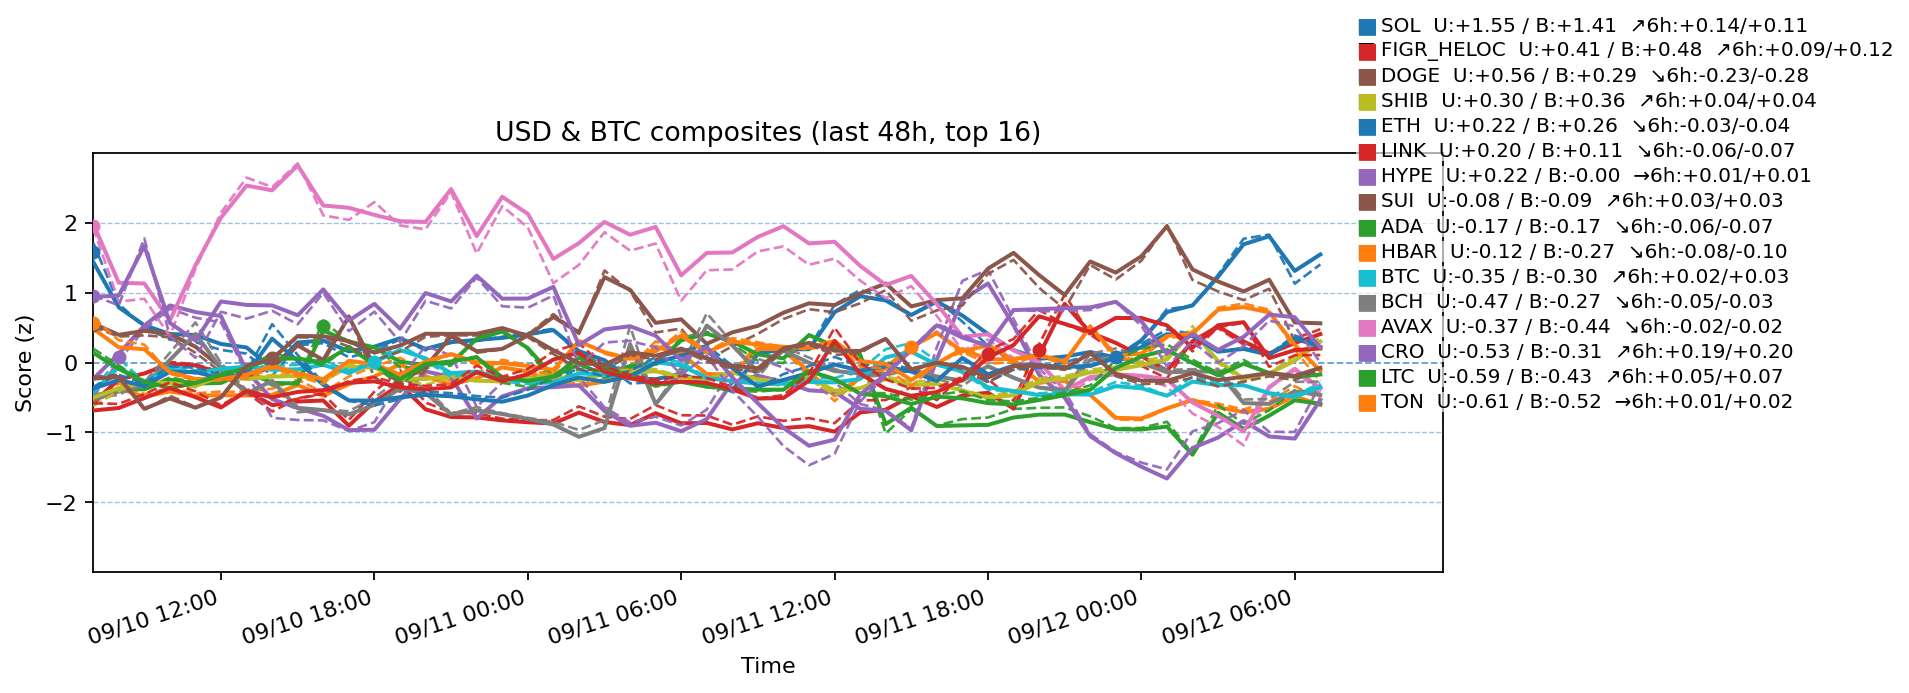 SOL U:+1.55 / B:+1.41 ↗6h:+0.14/+0.11
FIGR_HELOC U:+0.41 / B:+0.48 ↗6h:+0.09/+0.12
DOGE U:+0.56 / B:+0.29 ↘6h:-0.23/-0.28
SHIB U:+0.30 / B:+0.36 ↗6h:+0.04/+0.04
ETH U:+0.22 / B:+0.26 ↘6h:-0.03/-0.04
LINK U:+0.20 / B:+0.11 ↘6h:-0.06/-0.07
HYPE U:+0.22 / B:-0.00 →6h:+0.01/+0.01
SUI U:-0.08 / B:-0.09 ↗6h:+0.03/+0.03
ADA U:-0.17 / B:-0.17 ↘6h:-0.06/-0.07
HBAR U:-0.12 / B:-0.27 ↘6h:-0.08/-0.10
BTC U:-0.35 / B:-0.30 ↗6h:+0.02/+0.03
BCH U:-0.47 / B:-0.27 ↘6h:-0.05/-0.03
AVAX U:-0.37 / B:-0.44 ↘6h:-0.02/-0.02
CRO U:-0.53 / B:-0.31 ↗6h:+0.19/+0.20
LTC U:-0.59 / B:-0.43 ↗6h:+0.05/+0.07
TON U:-0.61 / B:-0.52 →6h:+0.01/+0.02
USD & BTC composites (last 48h, top 16)
Score (z)
2
1
0
−1
−2
09/10 12:00
09/10 18:00
09/11 00:00
09/11 06:00
09/11 12:00
09/11 18:00
09/12 00:00
09/12 06:00
Time